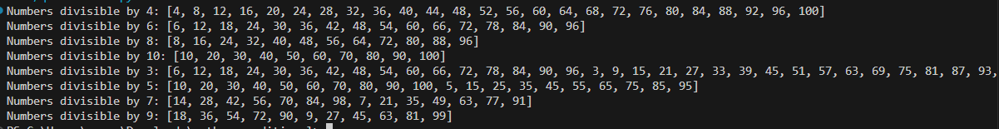 Numbers divisible by 4: [4, 8, 12, 16, 20, 24, 28, 32, 36, 40, 44, 48, 52, 56, 60, 64, 68, 72, 76, 80, 84, 88, 92, 96, 100]
Numbers divisible by 6: [6, 12, 18, 24, 30, 36, 42, 48, 54, 60, 66, 72, 78, 84, 90, 96]
Numbers divisible by 8: [8, 16, 24, 32, 40, 48, 56, 64, 72, 80, 88, 96]
Numbers divisible by 10: [10, 20, 30, 40, 50, 60, 70, 80, 90, 100]
Numbers divisible by 3: [6, 12, 18, 24, 30, 36, 42, 48, 54, 60, 66, 72, 78, 84, 90, 96, 3, 9, 15, 21, 27, 33, 39, 45, 51, 57, 63, 69, 75, 81, 87, 93,
Numbers divisible by 5: [10, 20, 30, 40, 50, 60, 70, 80, 90, 100, 5, 15, 25, 35, 45, 55, 65, 75, 85, 95]
Numbers divisible by 7: [14, 28, 42, 56, 70, 84, 98, 7, 21, 35, 49, 63, 77, 91]
Numbers divisible by 9: [18, 36, 54, 72, 90, 9, 27, 45, 63, 81, 99]